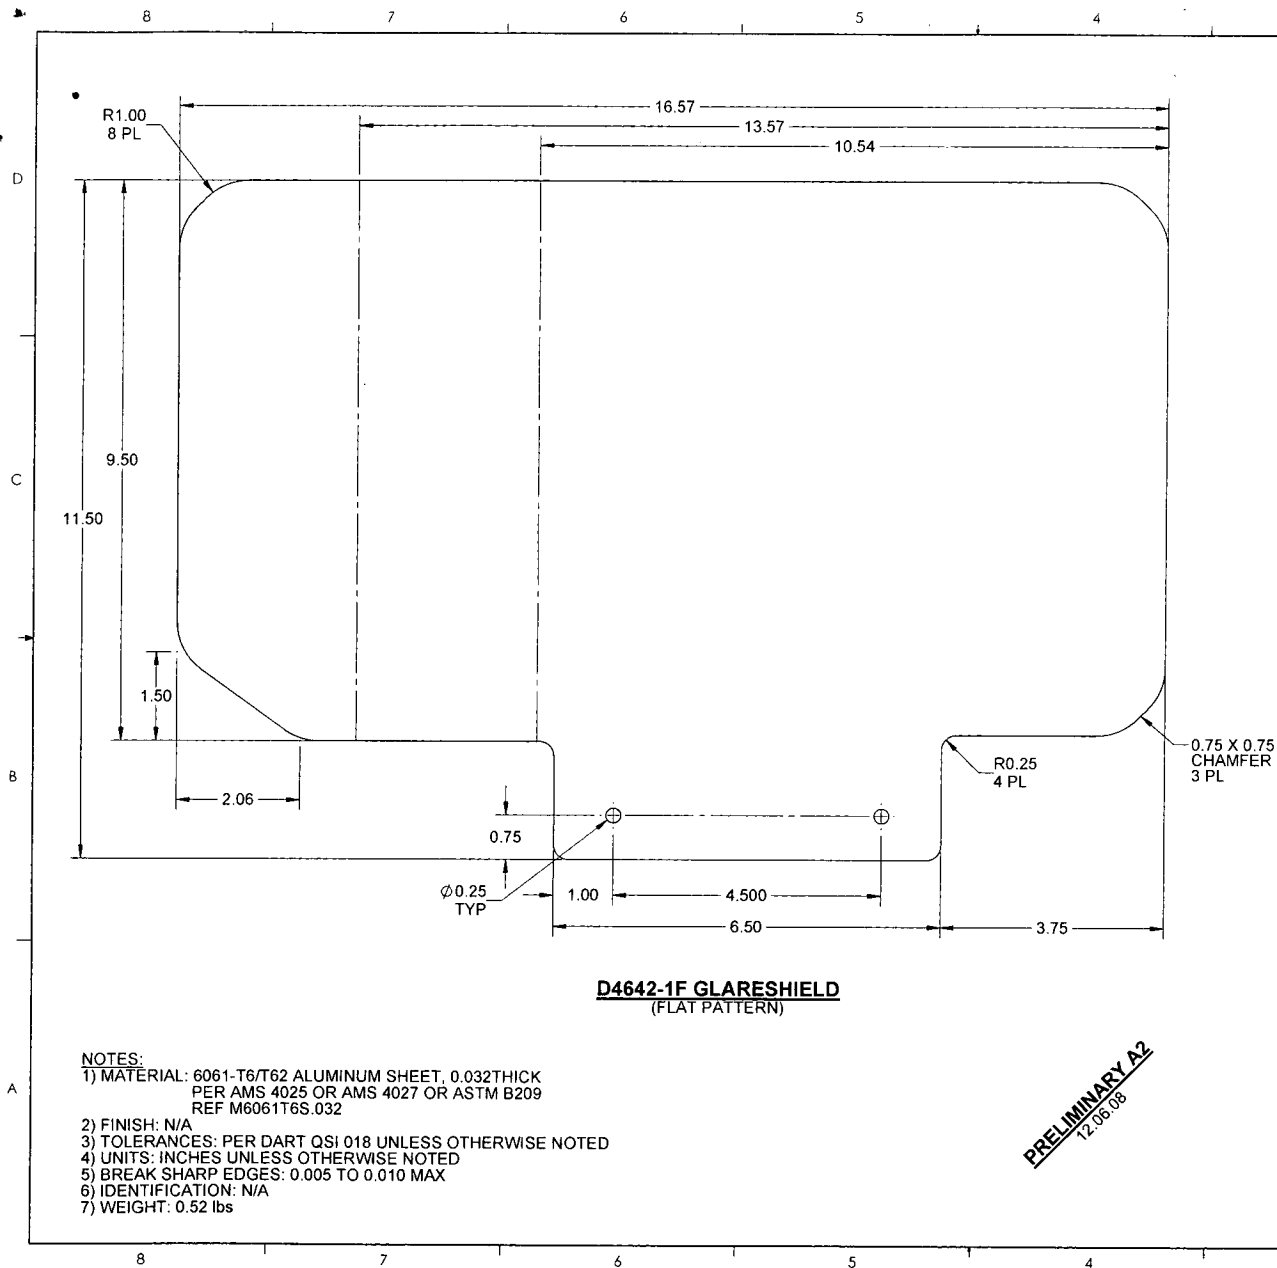 8 7 6 5 4
16.57
R1.00
8 PL
13.57
10.54
D
9.50
C
11.50
1.50
0.75 X 0.75
CHAMFER
3 PL
R0.25
4 PL
B
2.06
0.75
Ø0.25
TYP
1.00
4.500
6.50
3.75
D4642-1F GLARESHIELD
(FLAT PATTERN)
NOTES:
1) MATERIAL: 6061-T6/T62 ALUMINUM SHEET, 0.032THICK
PER AMS 4025 OR AMS 4027 OR ASTM B209
REF M6061T6S.032
2) FINISH: N/A
3) TOLERANCES: PER DART QSI 018 UNLESS OTHERWISE NOTED
4) UNITS: INCHES UNLESS OTHERWISE NOTED
5) BREAK SHARP EDGES: 0.005 TO 0.010 MAX
6) IDENTIFICATION: N/A
7) WEIGHT: 0.52 lbs
A
PRELIMINARY A2
12.06.08
8 7 6 5 4